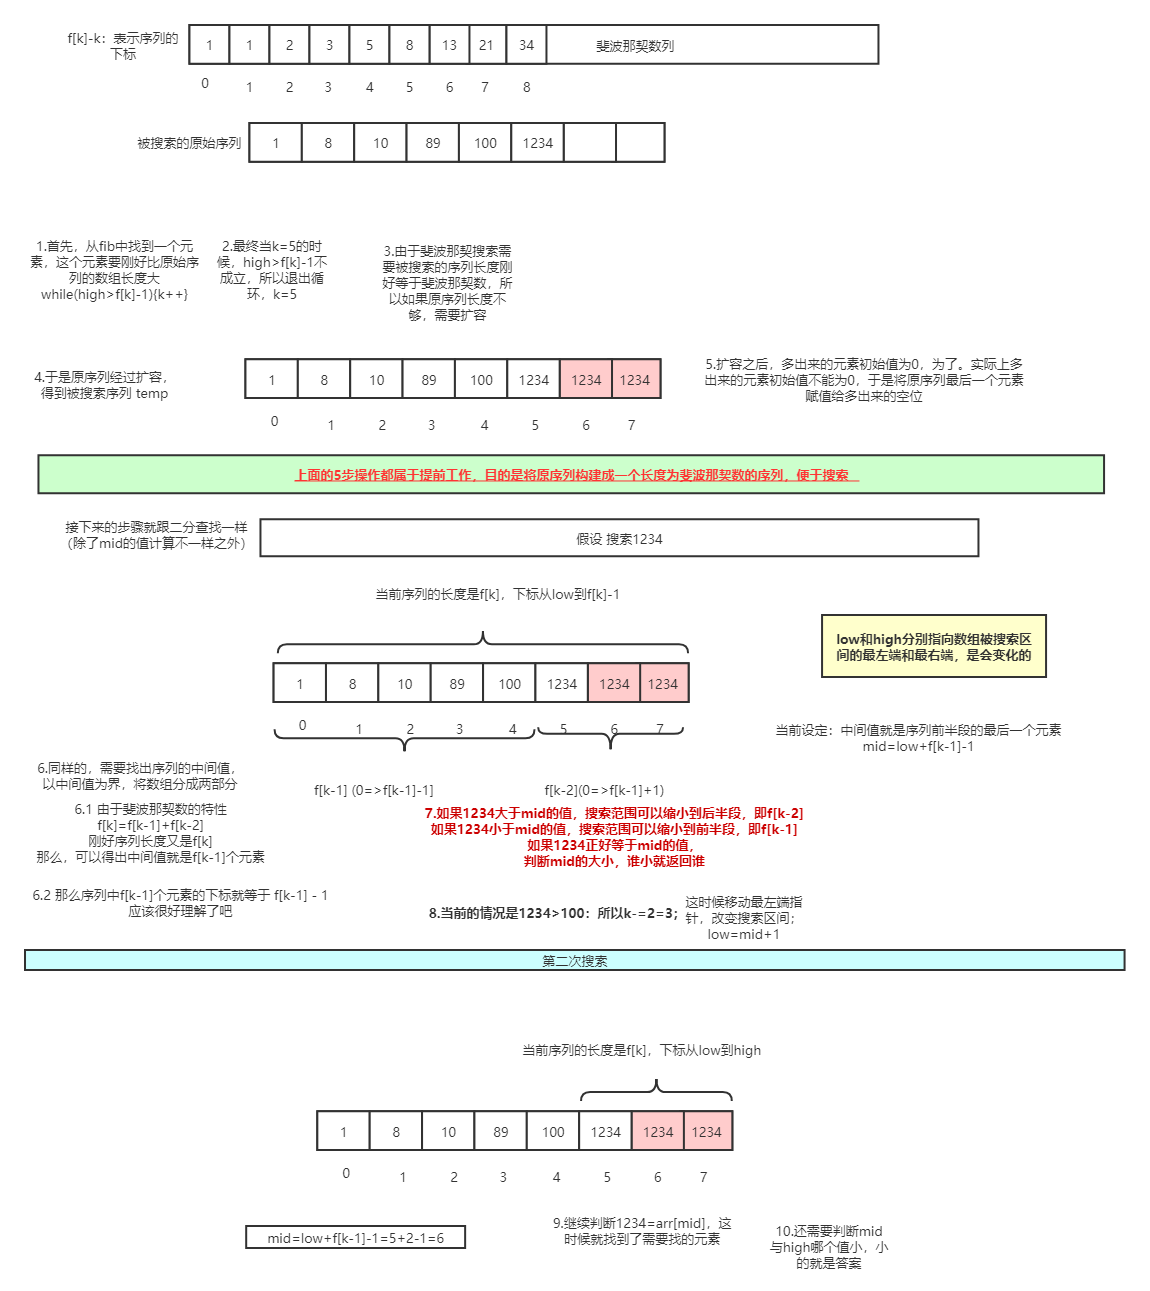 f[k]-k：表示序列的
下标
1 1 2 3 5 8 13 21 34 斐波那契数列
0 1 2 3 4 5 6 7 8
被搜索的原始序列
1 8 10 89 100 1234
1.首先，从fib中找到一个元
素，这个元素要刚好比原始序
列的数组长度大
while(high>f[k]-1){k++}
2.最终当k=5的时
候，high>f[k]-1不
成立，所以退出循
环，k=5
3.由于斐波那契搜索需
要被搜索的序列长度刚
好等于斐波那契数，所
以如果原序列长度不
够，需要扩容
4.于是原序列经过扩容，
得到被搜索序列 temp
1 8 10 89 100 1234 1234 1234
0 1 2 3 4 5 6 7
5.扩容之后，多出来的元素初始值为0，为了。实际上多
出来的元素初始值不能为0，于是将原序列最后一个元素
赋值给多出来的空位
上面的5步操作都属于提前工作，目的是将原序列构建成一个长度为斐波那契数的序列，便于搜索
接下来的步骤就跟二分查找一样
（除了mid的值计算不一样之外）
假设 搜索1234
当前序列的长度是f[k]，下标从low到f[k]-1
low和high分别指向数组被搜索区
间的最左端和最右端，是会变化的
1 8 10 89 100 1234 1234 1234
0 1 2 3 4 5 6 7
当前设定：中间值就是序列前半段的最后一个元素
mid=low+f[k-1]-1
6.同样的，需要找出序列的中间值，
以中间值为界，将数组分成两部分
f[k-1] (0=>f[k-1]-1)
f[k-2](0=>f[k-1]+1)
6.1 由于斐波那契数的特性
f[k]=f[k-1]+f[k-2]
刚好序列长度又是f[k]
那么，可以得出中间值就是f[k-1]个元素
7.如果1234大于mid的值，搜索范围可以缩小到后半段，即f[k-2]
如果1234小于mid的值，搜索范围可以缩小到前半段，即f[k-1]
如果1234正好等于mid的值，
判断mid的大小，谁小就返回谁
6.2 那么序列中f[k-1]个元素的下标就等于 f[k-1] - 1
应该很好理解了吧
8.当前的情况是1234>100：所以k-=2=3；
这时候移动最左端指
针，改变搜索区间；
low=mid+1
第二次搜索
当前序列的长度是f[k]，下标从low到high
1 8 10 89 100 1234 1234 1234
0 1 2 3 4 5 6 7
mid=low+f[k-1]-1=5+2-1=6
9.继续判断1234=arr[mid]，这
时候就找到了需要找的元素
10.还需要判断mid
与high哪个值小，小
的就是答案